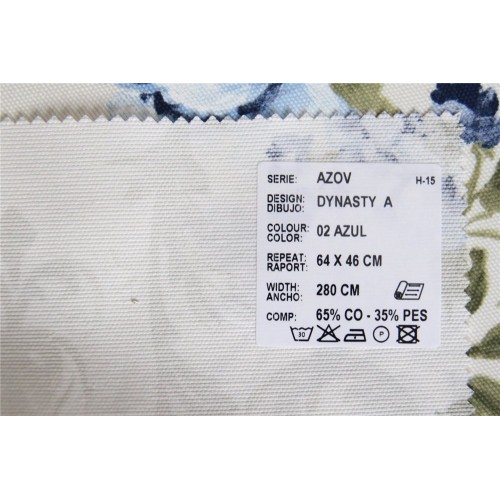 SERIE: AZOV H-15
DESIGN: DIBUJO: DYNASTY A
COLOUR: COLOR: 02 AZUL
REPEAT: RAPORT: 64 X 46 CM
WIDTH: ANCHO: 280 CM
COMP: 65% CO - 35% PES
30 P